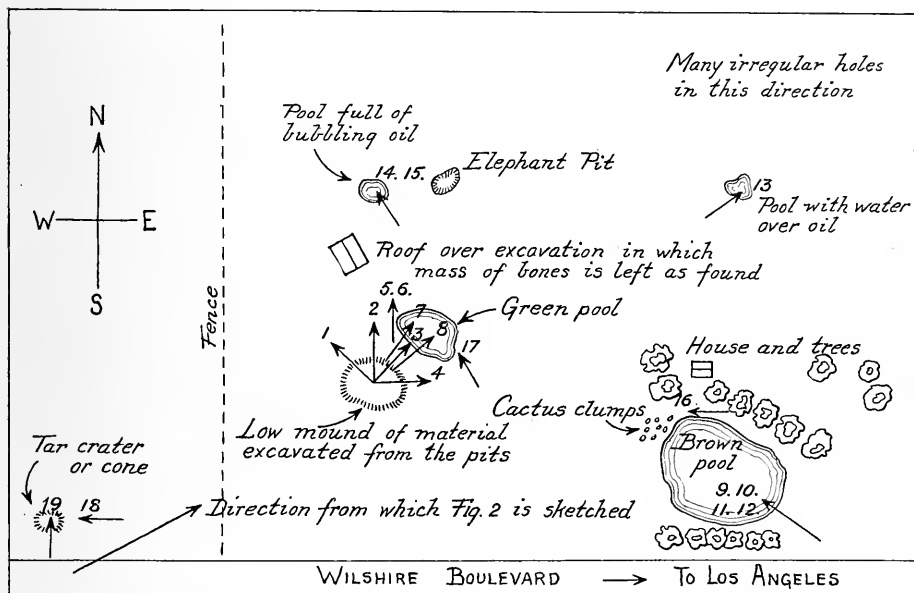 Many irregular holes
in this direction
N
W E
S
Pool full of
bubbling oil
14. 15.
Elephant Pit
13
Pool with water
over oil
Roof over excavation in which
mass of bones is left as found
Fence
5. 6.
1
2
7
3
8
4
17
Green pool
House and trees
16.
Cactus clumps
Brown
pool
9. 10.
11. 12.
Low mound of material
excavated from the pits
Tar crater
or cone
19
18
Direction from which Fig. 2 is sketched
WILSHIRE BOULEVARD → TO LOS ANGELES